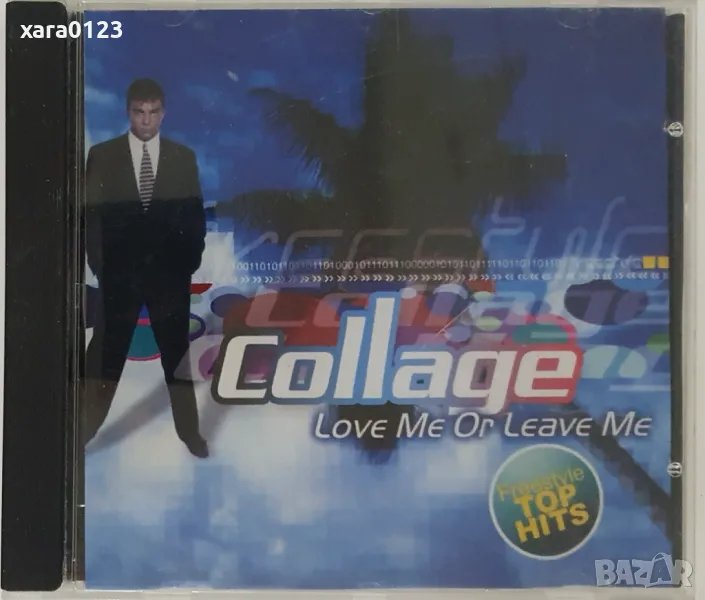 xara0123
Collage
Love Me Or Leave Me
Freestyle
TOP
HITS
BAZAR